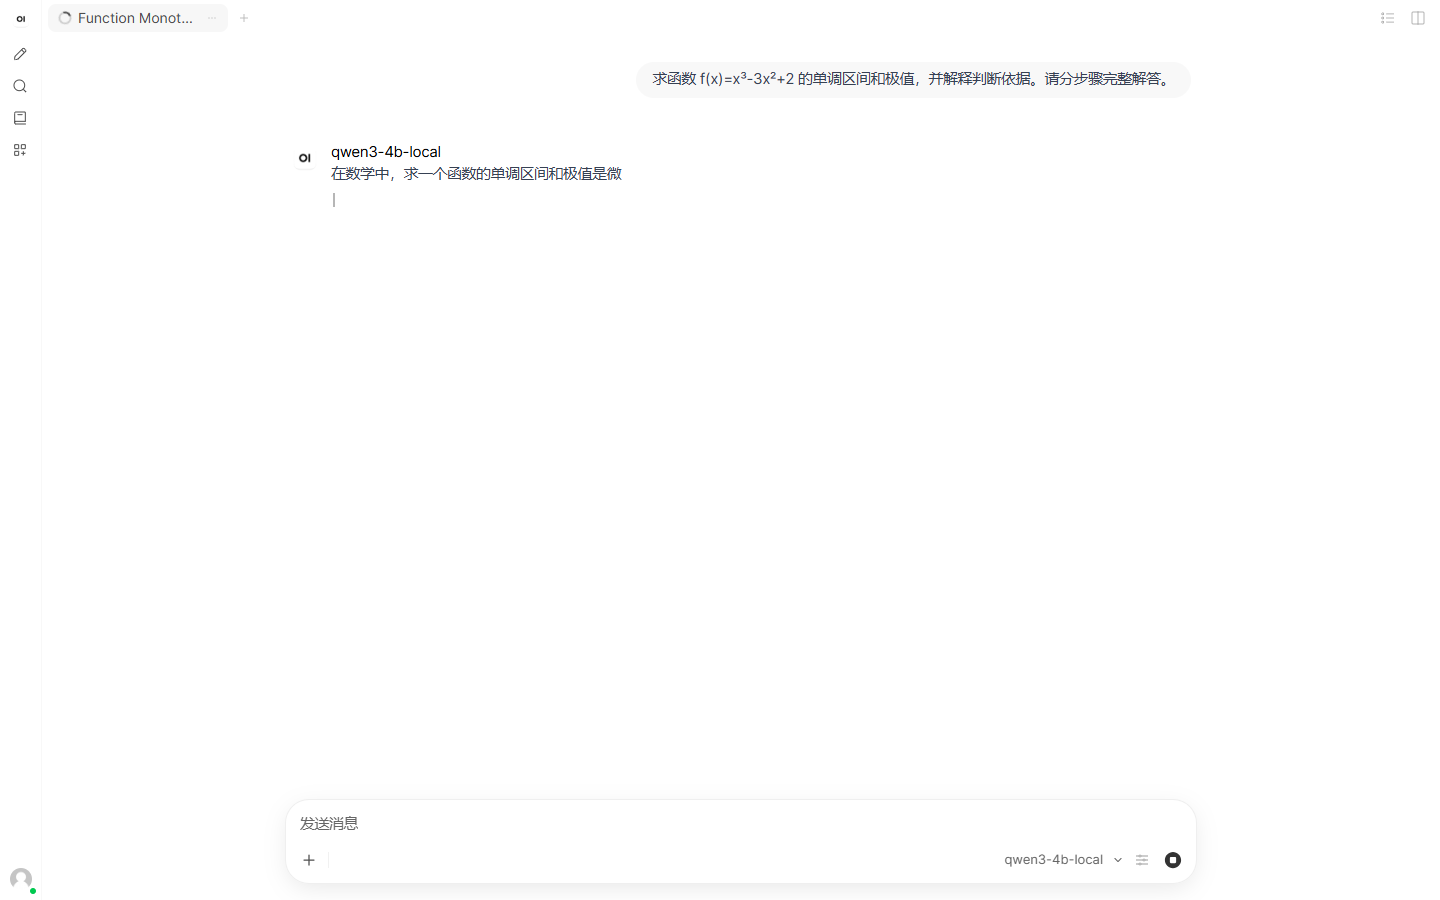 OI
Function Monot...
求函数 f(x)=x³-3x²+2 的单调区间和极值，并解释判断依据。请分步骤完整解答。
OI
qwen3-4b-local
在数学中，求一个函数的单调区间和极值是微
发送消息
qwen3-4b-local